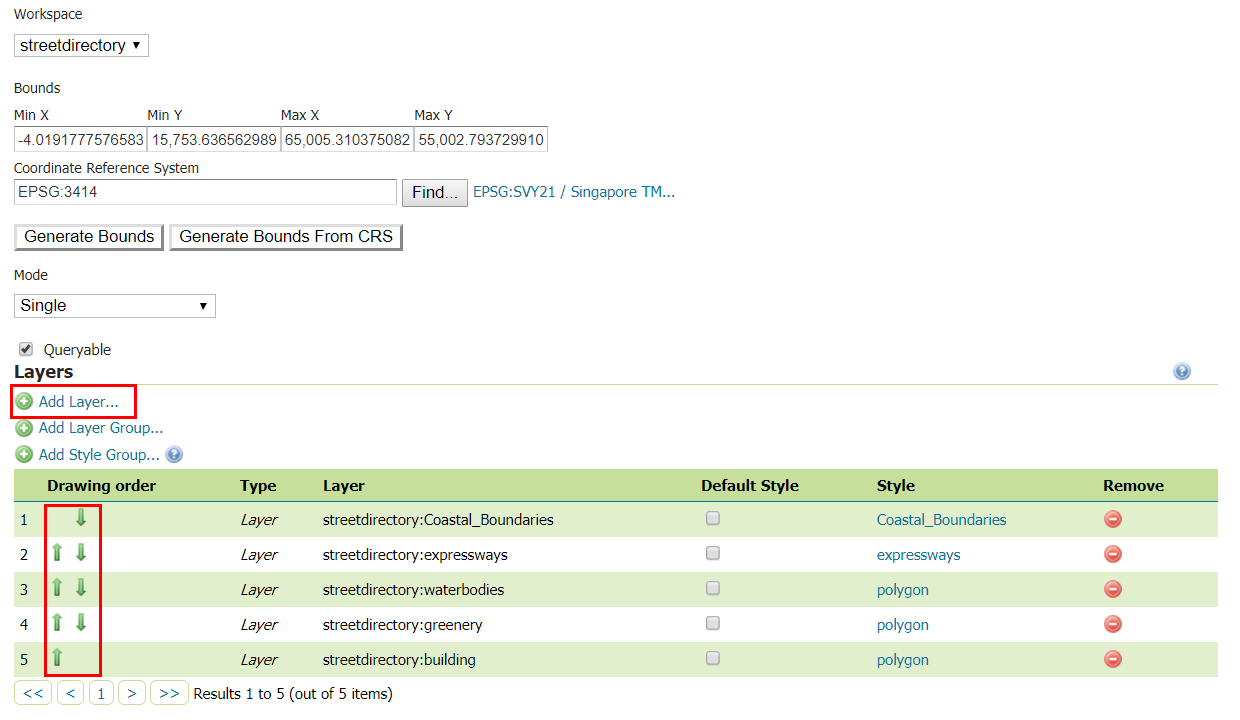 Workspace
streetdirectory
Bounds
Min X Min Y Max X Max Y
-4.0191777576583 15,753.636562989 65,005.310375082 55,002.793729910
Coordinate Reference System
EPSG:3414 Find... EPSG:SVY21 / Singapore TM...
Generate Bounds Generate Bounds From CRS
Mode
Single
Queryable
Layers
Add Layer...
Add Layer Group...
Add Style Group...
Drawing order Type Layer Default Style Style Remove
1 Layer streetdirectory:Coastal_Boundaries Coastal_Boundaries
2 Layer streetdirectory:expressways expressways
3 Layer streetdirectory:waterbodies polygon
4 Layer streetdirectory:greenery polygon
5 Layer streetdirectory:building polygon
<< < 1 > >> Results 1 to 5 (out of 5 items)